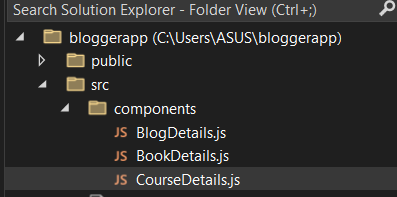 Search Solution Explorer - Folder View (Ctrl+;)
bloggerapp (C:\Users\ASUS\bloggerapp)
public
src
components
JS BlogDetails.js
JS BookDetails.js
JS CourseDetails.js